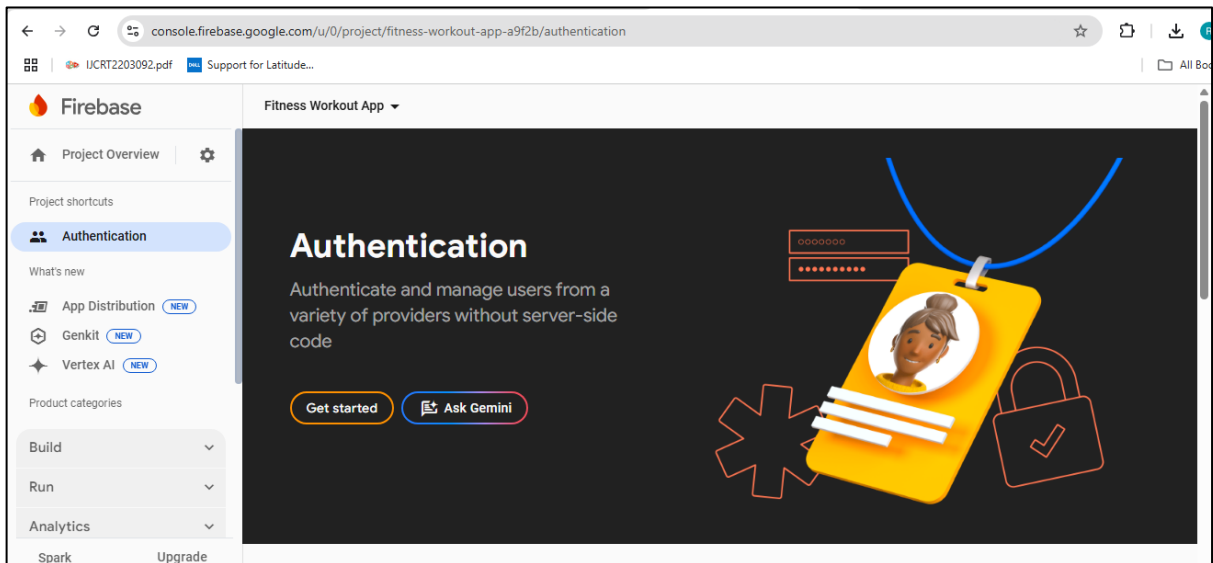 console.firebase.google.com/u/0/project/fitness-workout-app-a9f2b/authentication
IJCRT2203092.pdf
DELL
Support for Latitude...
All Boo
Firebase
Fitness Workout App
Project Overview
Project shortcuts
Authentication
What's new
App Distribution NEW
Genkit NEW
Vertex AI NEW
Product categories
Build
Run
Analytics
Spark Upgrade
Authentication
Authenticate and manage users from a
variety of providers without server-side
code
Get started
Ask Gemini